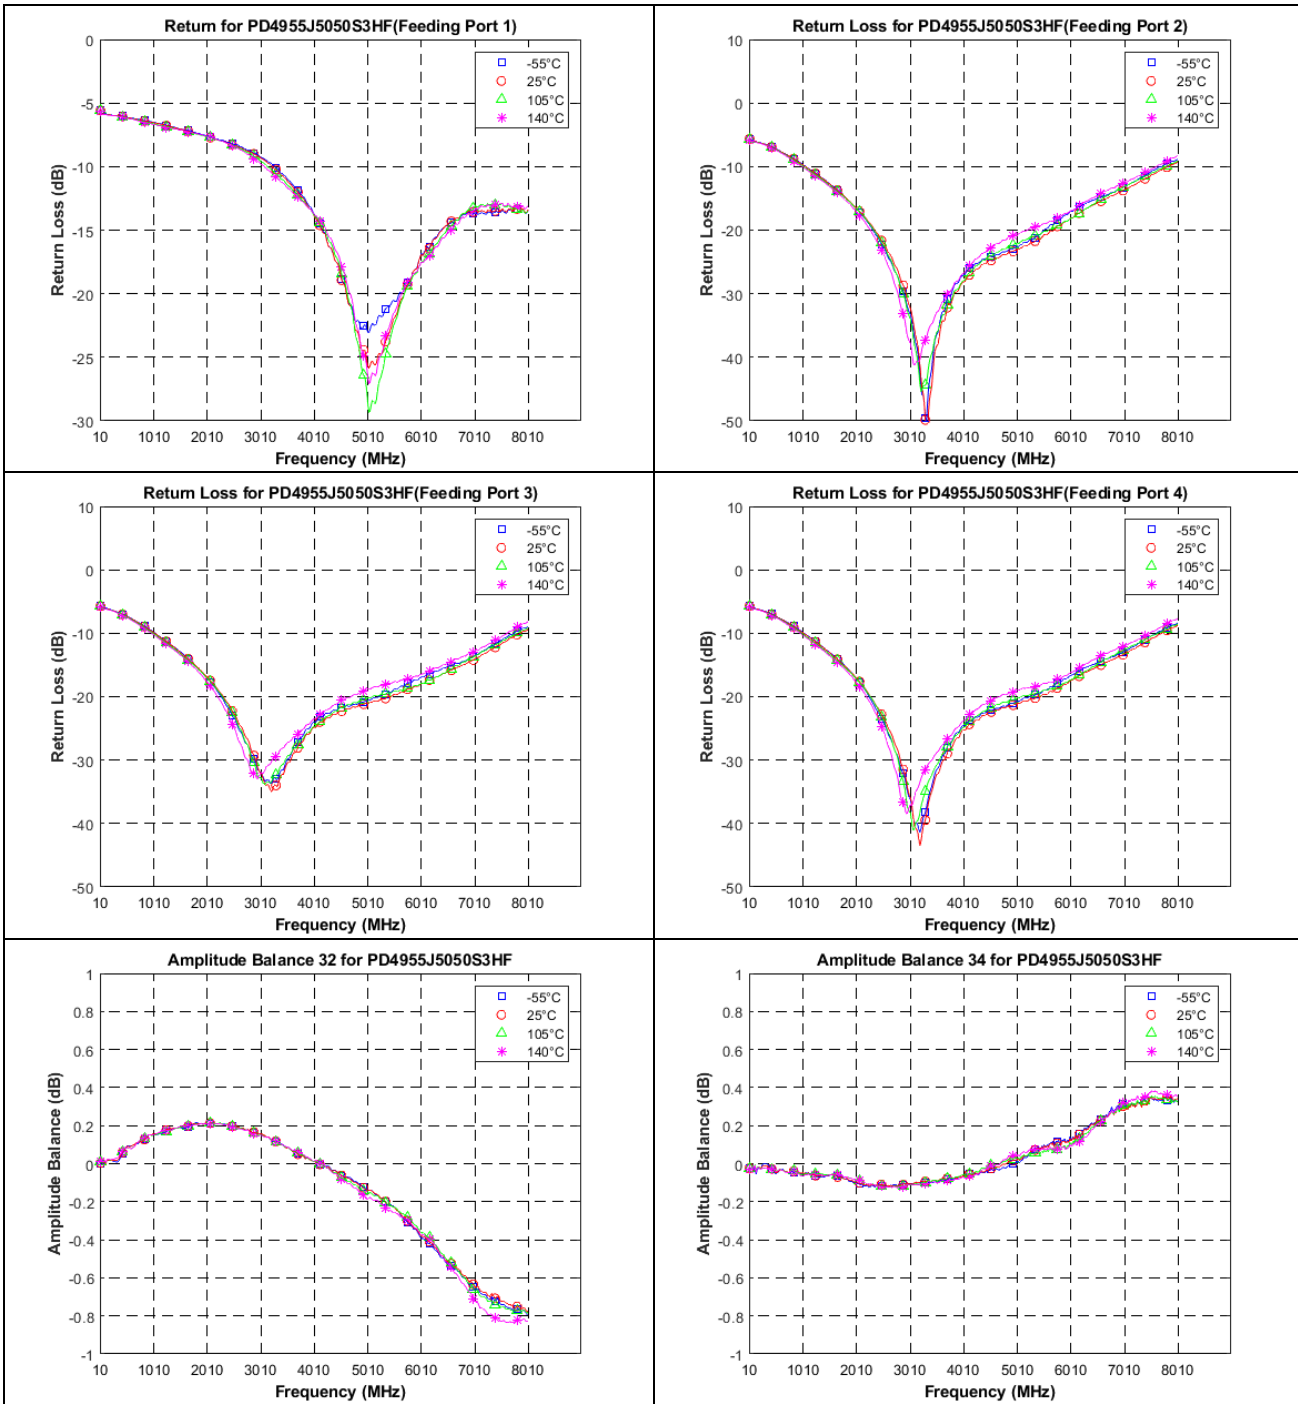 Return for PD4955J5050S3HF(Feeding Port 1)
0
-5
-10
-15
-20
-25
-30
Return Loss (dB)
-55°C
25°C
105°C
140°C
10 1010 2010 3010 4010 5010 6010 7010 8010
Frequency (MHz)
Return Loss for PD4955J5050S3HF(Feeding Port 2)
10
0
-10
-20
-30
-40
-50
Return Loss (dB)
-55°C
25°C
105°C
140°C
10 1010 2010 3010 4010 5010 6010 7010 8010
Frequency (MHz)
Return Loss for PD4955J5050S3HF(Feeding Port 3)
10
0
-10
-20
-30
-40
-50
Return Loss (dB)
-55°C
25°C
105°C
140°C
10 1010 2010 3010 4010 5010 6010 7010 8010
Frequency (MHz)
Return Loss for PD4955J5050S3HF(Feeding Port 4)
10
0
-10
-20
-30
-40
-50
Return Loss (dB)
-55°C
25°C
105°C
140°C
10 1010 2010 3010 4010 5010 6010 7010 8010
Frequency (MHz)
Amplitude Balance 32 for PD4955J5050S3HF
1
0.8
0.6
0.4
0.2
0
-0.2
-0.4
-0.6
-0.8
-1
Amplitude Balance (dB)
-55°C
25°C
105°C
140°C
10 1010 2010 3010 4010 5010 6010 7010 8010
Frequency (MHz)
Amplitude Balance 34 for PD4955J5050S3HF
1
0.8
0.6
0.4
0.2
0
-0.2
-0.4
-0.6
-0.8
-1
Amplitude Balance (dB)
-55°C
25°C
105°C
140°C
10 1010 2010 3010 4010 5010 6010 7010 8010
Frequency (MHz)